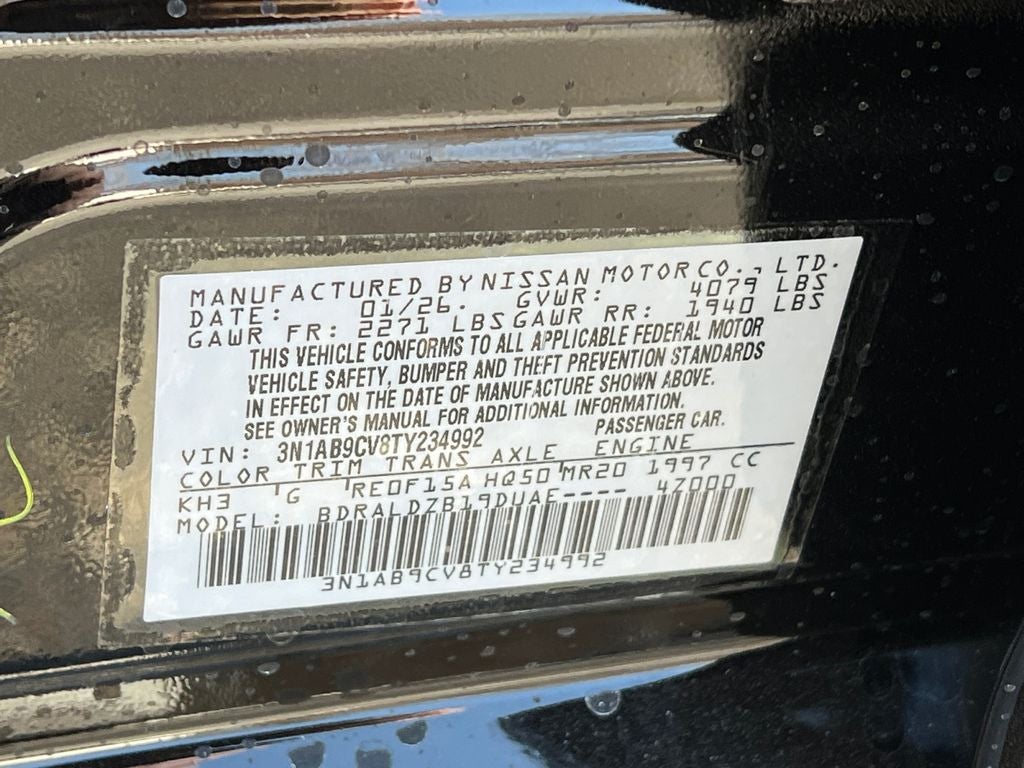 MANUFACTURED BY NISSAN MOTOR CO., LTD.
DATE: 01/26. GVWR: 4079 LBS
GAWR FR: 2271 LBS GAWR RR: 1940 LBS
THIS VEHICLE CONFORMS TO ALL APPLICABLE FEDERAL MOTOR
VEHICLE SAFETY, BUMPER AND THEFT PREVENTION STANDARDS
IN EFFECT ON THE DATE OF MANUFACTURE SHOWN ABOVE.
SEE OWNER'S MANUAL FOR ADDITIONAL INFORMATION.
VIN: 3N1AB9CV8TY234992 PASSENGER CAR.
COLOR TRIM TRANS AXLE ENGINE
KH3 G RE0F15A HQ50 MR20 1997 CC
MODEL: BDRALDZB19DUAE---- 4Z000
3N1AB9CV8TY234992